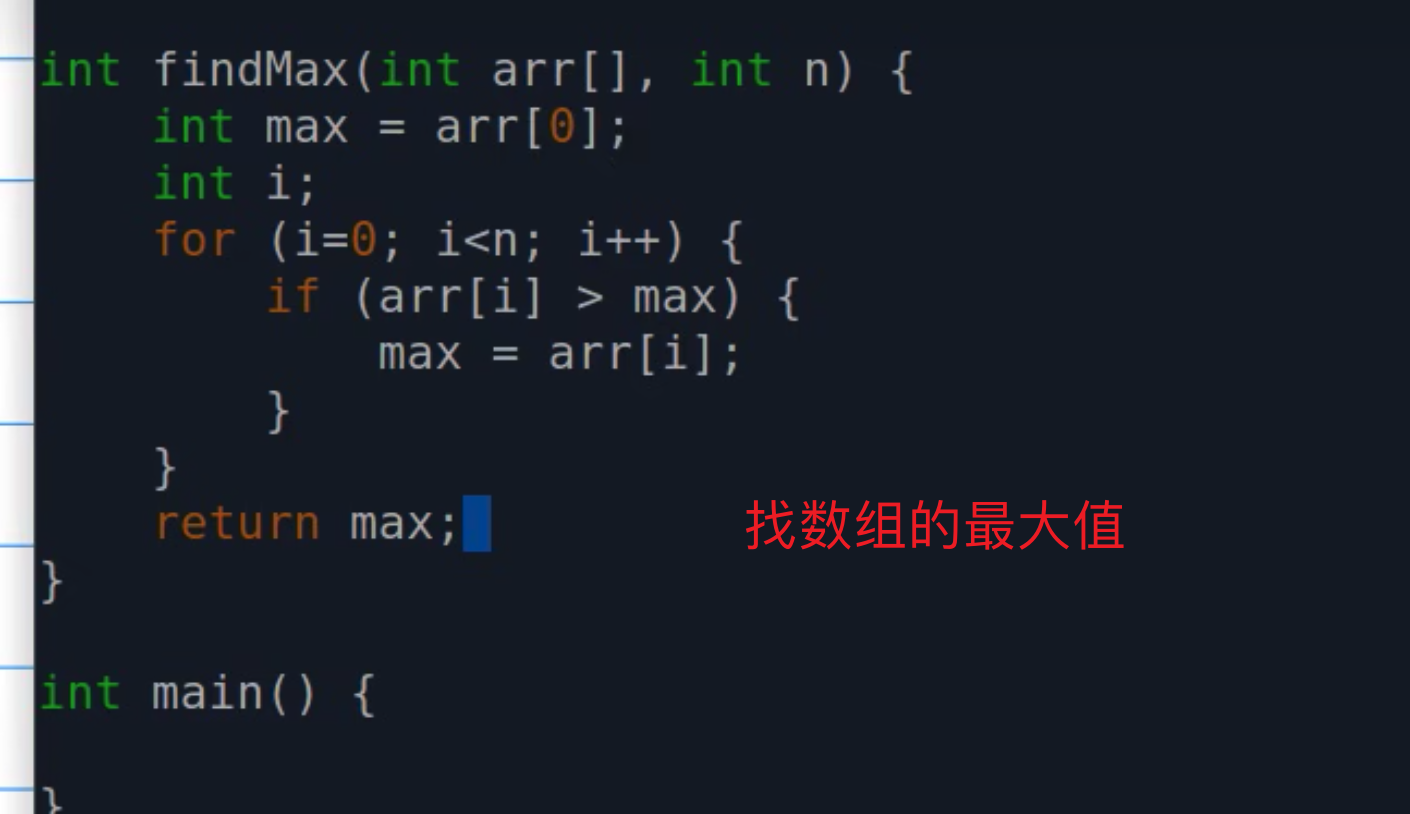 int findMax(int arr[], int n) {
    int max = arr[0];
    int i;
    for (i=0; i<n; i++) {
        if (arr[i] > max) {
            max = arr[i];
        }
    }
    return max;
找数组的最大值
}
int main() {
}